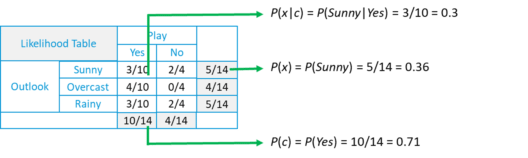 P(x|c) = P(Sunny|Yes) = 3/10 = 0.3
Likelihood Table Play
Yes No
Outlook Sunny 3/10 2/4 5/14 P(x) = P(Sunny) = 5/14 = 0.36
Overcast 4/10 0/4 4/14
Rainy 3/10 2/4 5/14
10/14 4/14
P(c) = P(Yes) = 10/14 = 0.71